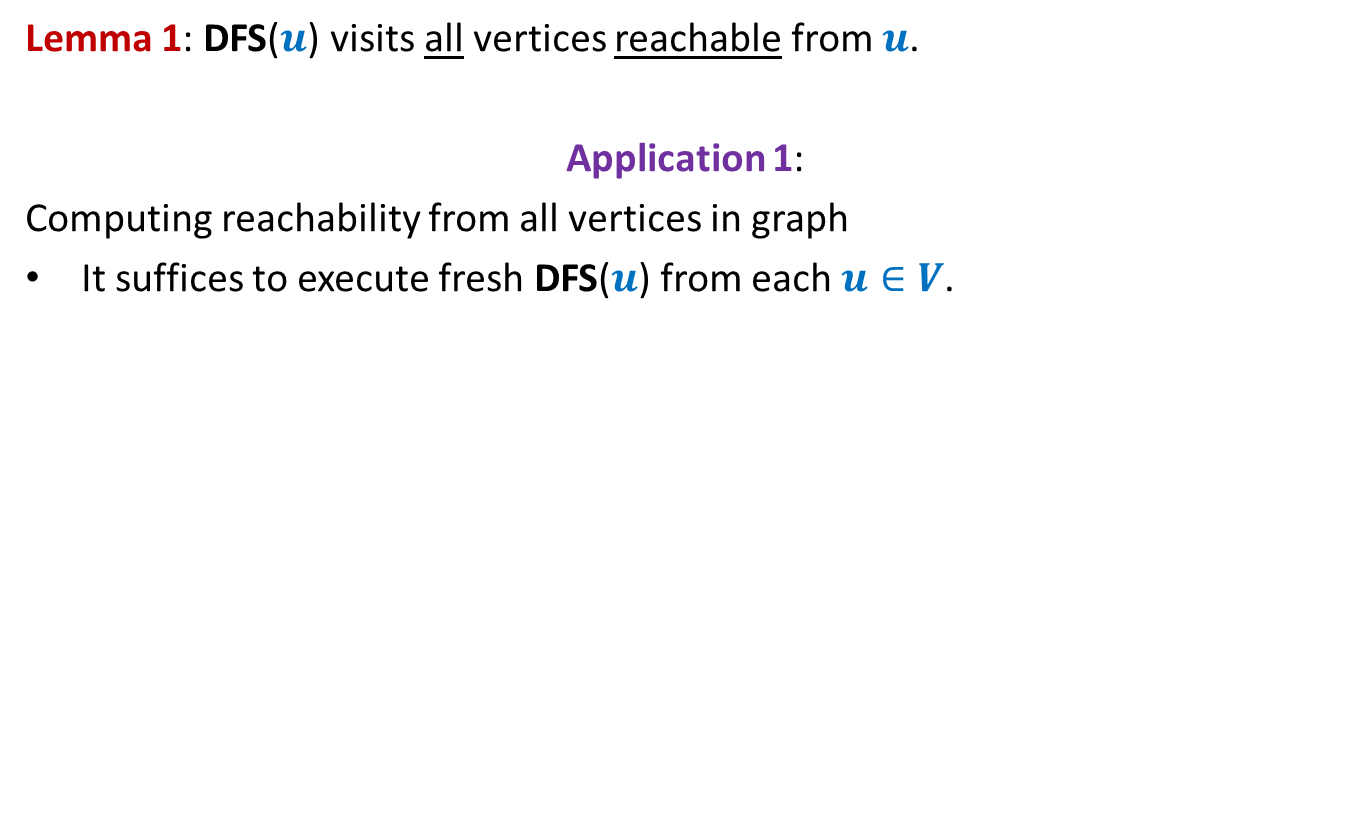 Lemma 1: DFS(u) visits all vertices reachable from u.
Application 1:
Computing reachability from all vertices in graph
• It suffices to execute fresh DFS(u) from each u ∈ V.